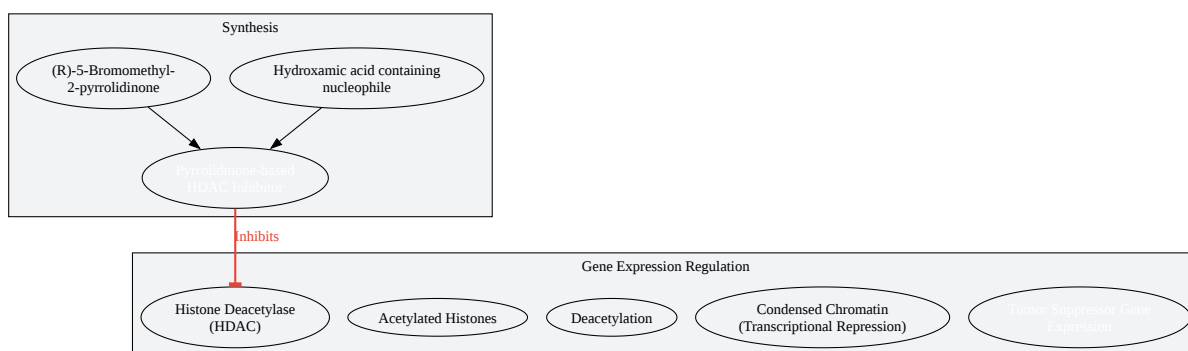 Synthesis
(R)-5-Bromomethyl-
2-pyrrolidinone
Hydroxamic acid containing
nucleophile
Pyrrolidinone-based
HDAC Inhibitor
Inhibits
Gene Expression Regulation
Histone Deacetylase
(HDAC)
Acetylated Histones
Deacetylation
Condensed Chromatin
(Transcriptional Repression)
Tumor Suppressor Gene
Expression